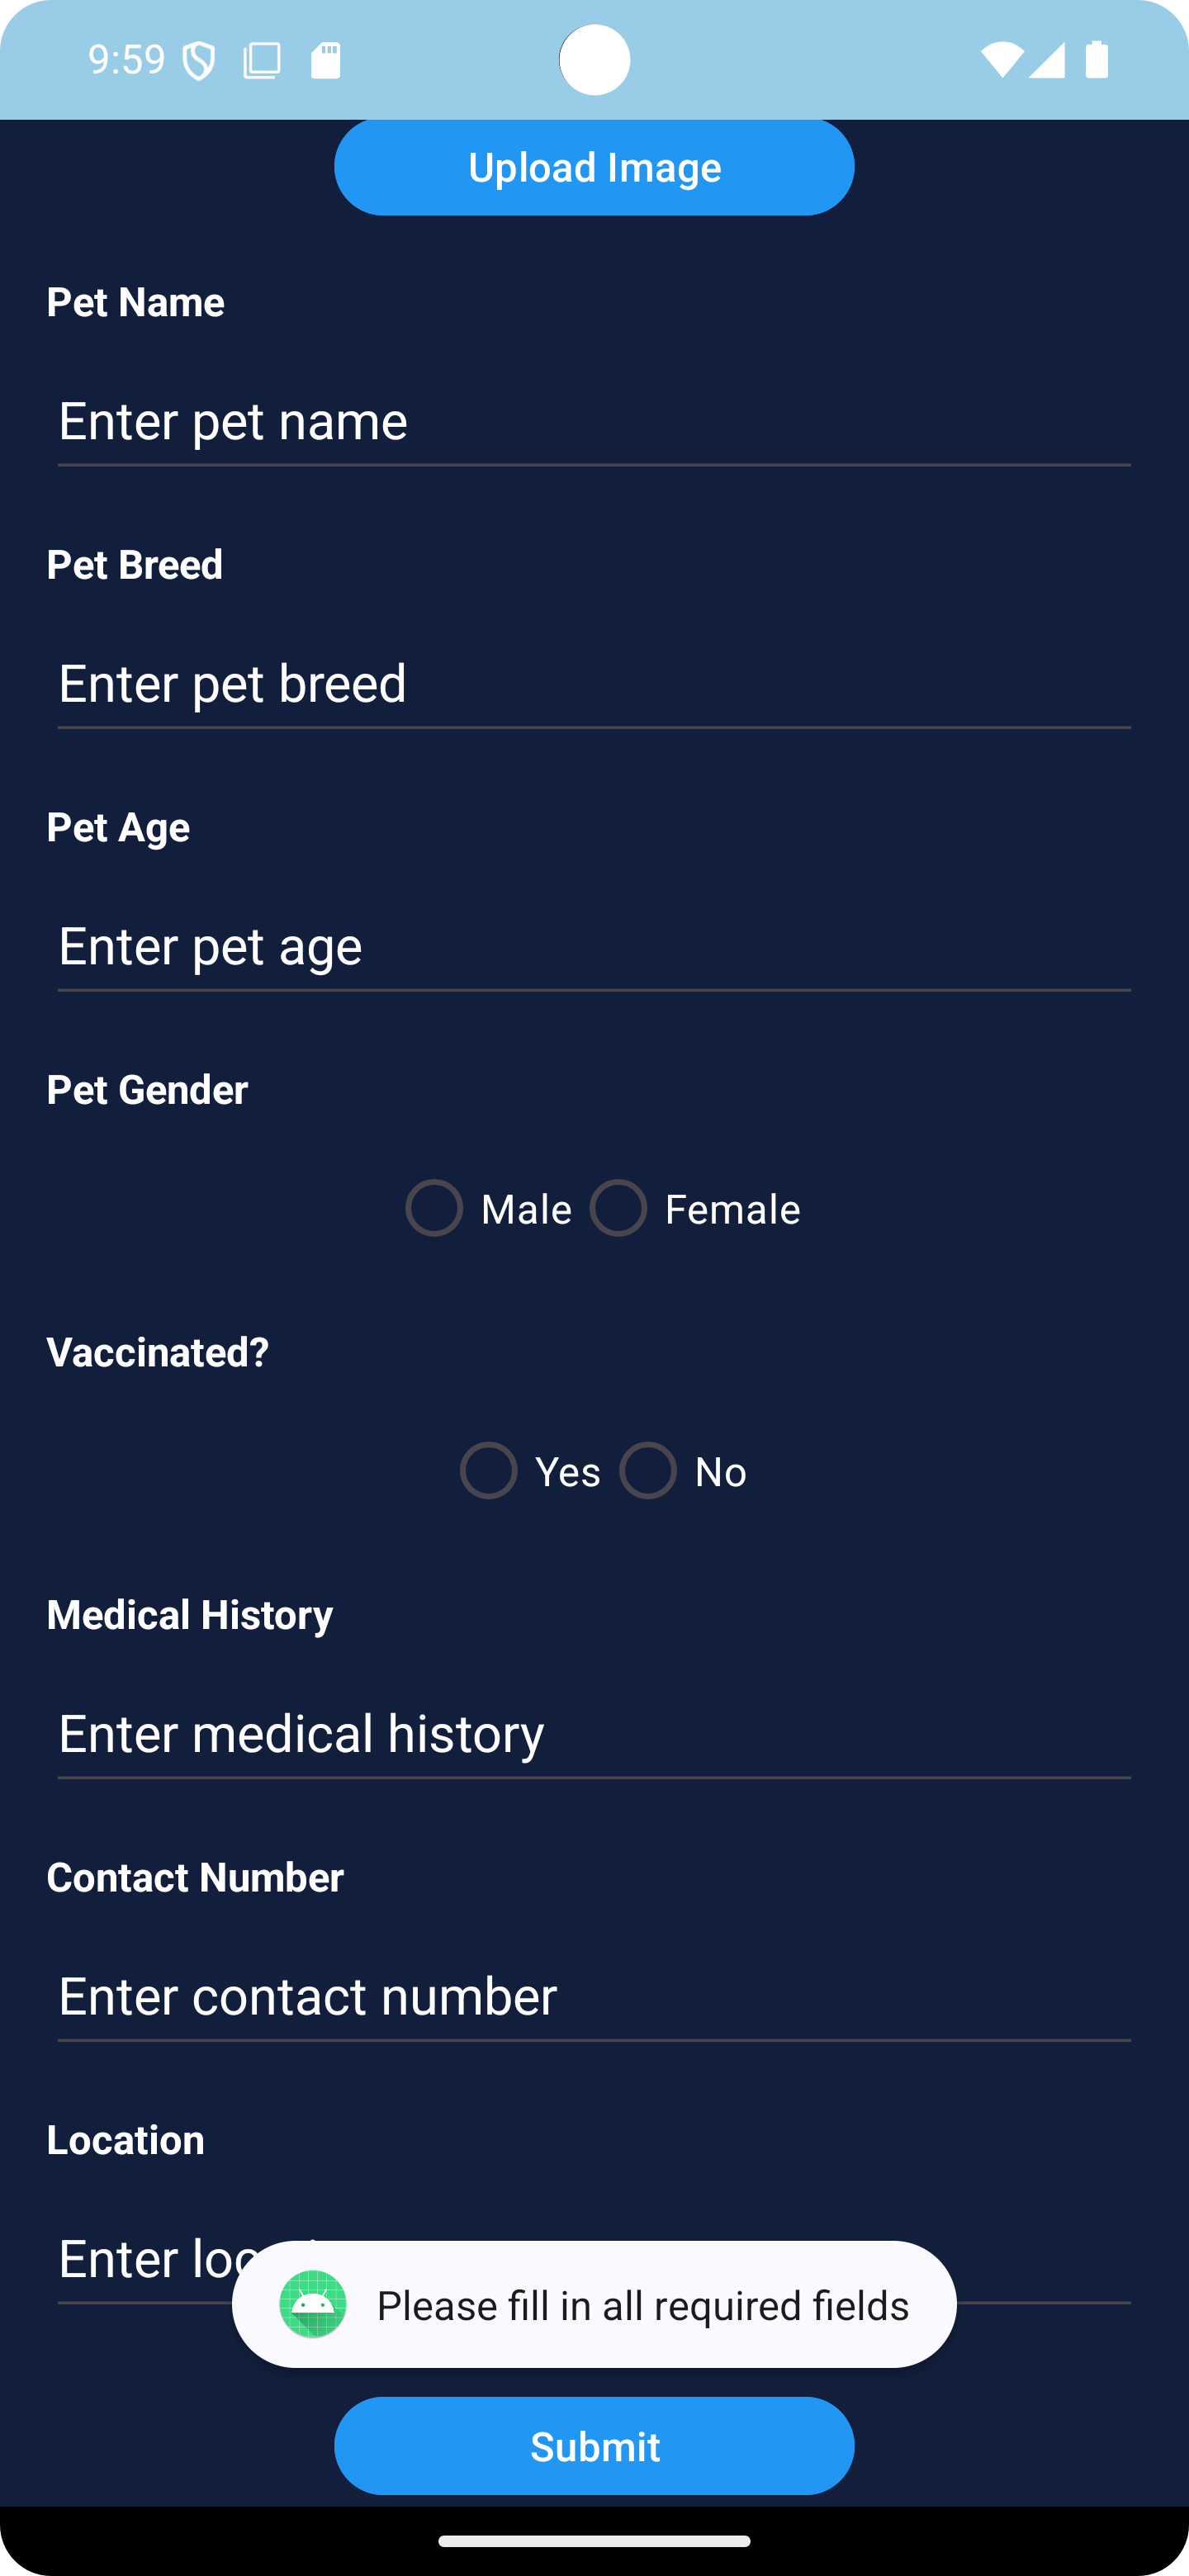 9:59
Upload Image
Pet Name
Enter pet name
Pet Breed
Enter pet breed
Pet Age
Enter pet age
Pet Gender
Male Female
Vaccinated?
Yes No
Medical History
Enter medical history
Contact Number
Enter contact number
Location
Enter
Please fill in all required fields
Submit